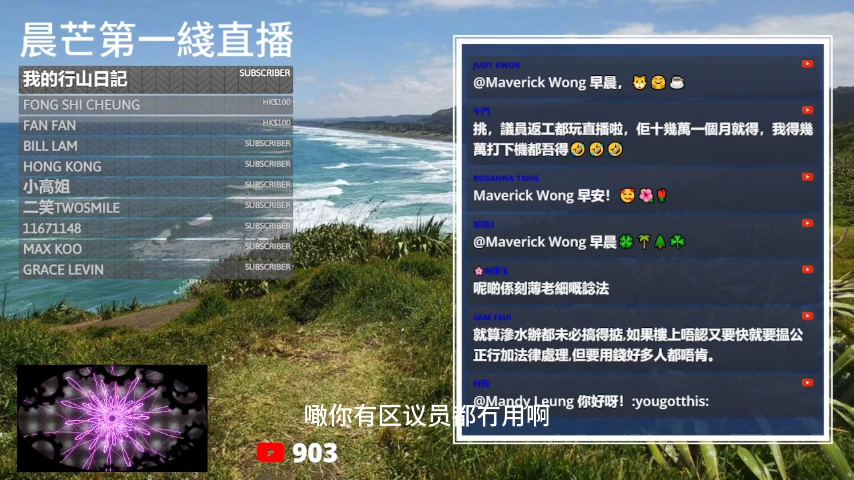 晨芒第一綫直播
我的行山日記 SUBSCRIBER
FONG SHI CHEUNG HK$100
FAN FAN HK$100
BILL LAM SUBSCRIBER
HONG KONG SUBSCRIBER
小高姐 SUBSCRIBER
二笑TWOSMILE SUBSCRIBER
11671148 SUBSCRIBER
MAX KOO SUBSCRIBER
GRACE LEVIN SUBSCRIBER
JUDY KWOK
@Maverick Wong 早晨，🐱🤗☕
挑，議員返工都玩直播啦，佢十幾萬一個月就得，我得幾
萬打下機都吾得🤣🤣🤣
ROSANNA TANG
Maverick Wong 早安！🥰🌺🌹
@Maverick Wong 早晨🍀🌴🌲☘
呢啲係刻薄老細嘅諗法
SAM TSUI
就算滲水辦都未必搞得掂,如果樓上唔認又要快就要搵公
正行加法律處理,但要用錢好多人都唔肯。
@Mandy Leung 你好呀！:yougotthis:
噉你有区议员都冇用啊
903